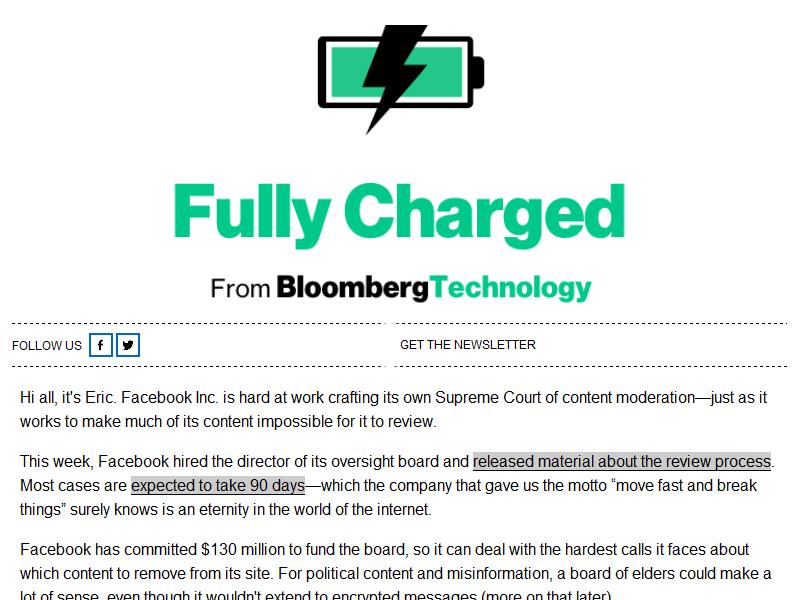 Fully Charged
From BloombergTechnology
FOLLOW US
GET THE NEWSLETTER
Hi all, it's Eric. Facebook Inc. is hard at work crafting its own Supreme Court of content moderation—just as it
works to make much of its content impossible for it to review.
This week, Facebook hired the director of its oversight board and released material about the review process.
Most cases are expected to take 90 days—which the company that gave us the motto “move fast and break
things” surely knows is an eternity in the world of the internet.
Facebook has committed $130 million to fund the board, so it can deal with the hardest calls it faces about
which content to remove from its site. For political content and misinformation, a board of elders could make a
lot of sense, even though it wouldn't extend to encrypted messages (more on that later).